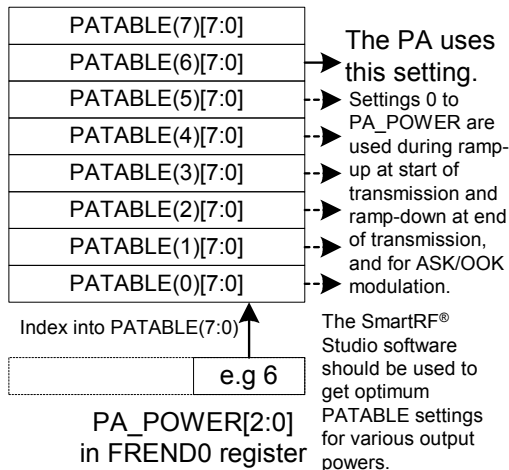 PATABLE(7)[7:0]
PATABLE(6)[7:0]
PATABLE(5)[7:0]
PATABLE(4)[7:0]
PATABLE(3)[7:0]
PATABLE(2)[7:0]
PATABLE(1)[7:0]
PATABLE(0)[7:0]
The PA uses
this setting.
Settings 0 to
PA_POWER are
used during ramp-
up at start of
transmission and
ramp-down at end
of transmission,
and for ASK/OOK
modulation.
Index into PATABLE(7:0)
e.g 6
PA_POWER[2:0]
in FREND0 register
The SmartRF®
Studio software
should be used to
get optimum
PATABLE settings
for various output
powers.